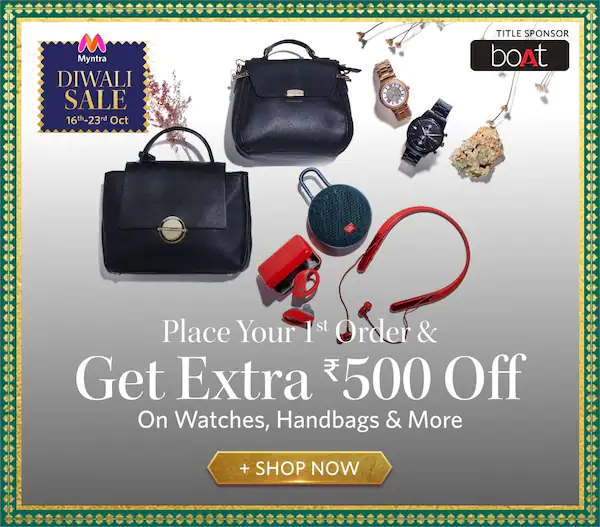 Myntra
DIWALI
SALE
16th-23rd Oct
TITLE SPONSOR
boAt
Place Your 1st Order &
Get Extra ₹500 Off
On Watches, Handbags & More
+ SHOP NOW